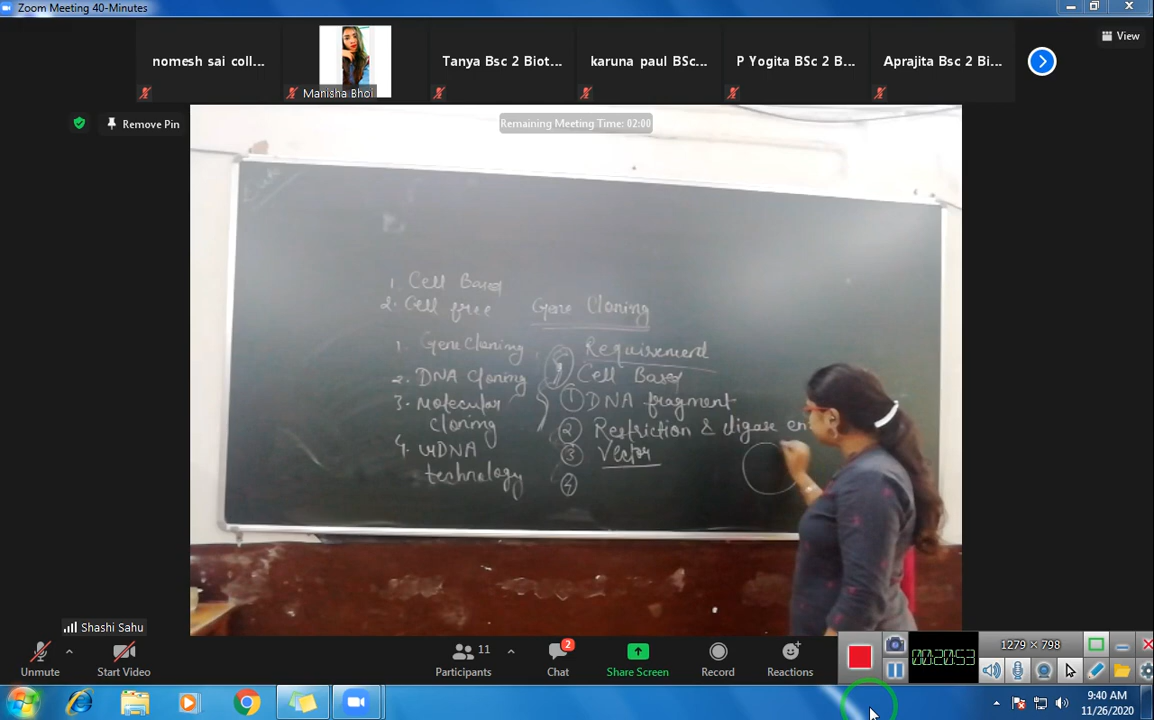 Zoom Meeting 40-Minutes
View
nomesh sai coll...
Manisha Bhoi
Tanya Bsc 2 Biot...
karuna paul BSc...
P Yogita BSc 2 B...
Aprajita Bsc 2 Bi...
Remove Pin
Remaining Meeting Time: 02:00
1. Cell Based
2. Cell free
Gene Cloning
1. Gene Cloning
2. DNA Cloning
3. Molecular
cloning
4.
DNA
technology
Requirement
Cell Based
① DNA fragment
② Restriction & ligase en
③ Vector
④
Shashi Sahu
Unmute
Start Video
11
Participants
2
Chat
Share Screen
Record
Reactions
1279 × 798
00:20:53
9:40 AM
11/26/2020